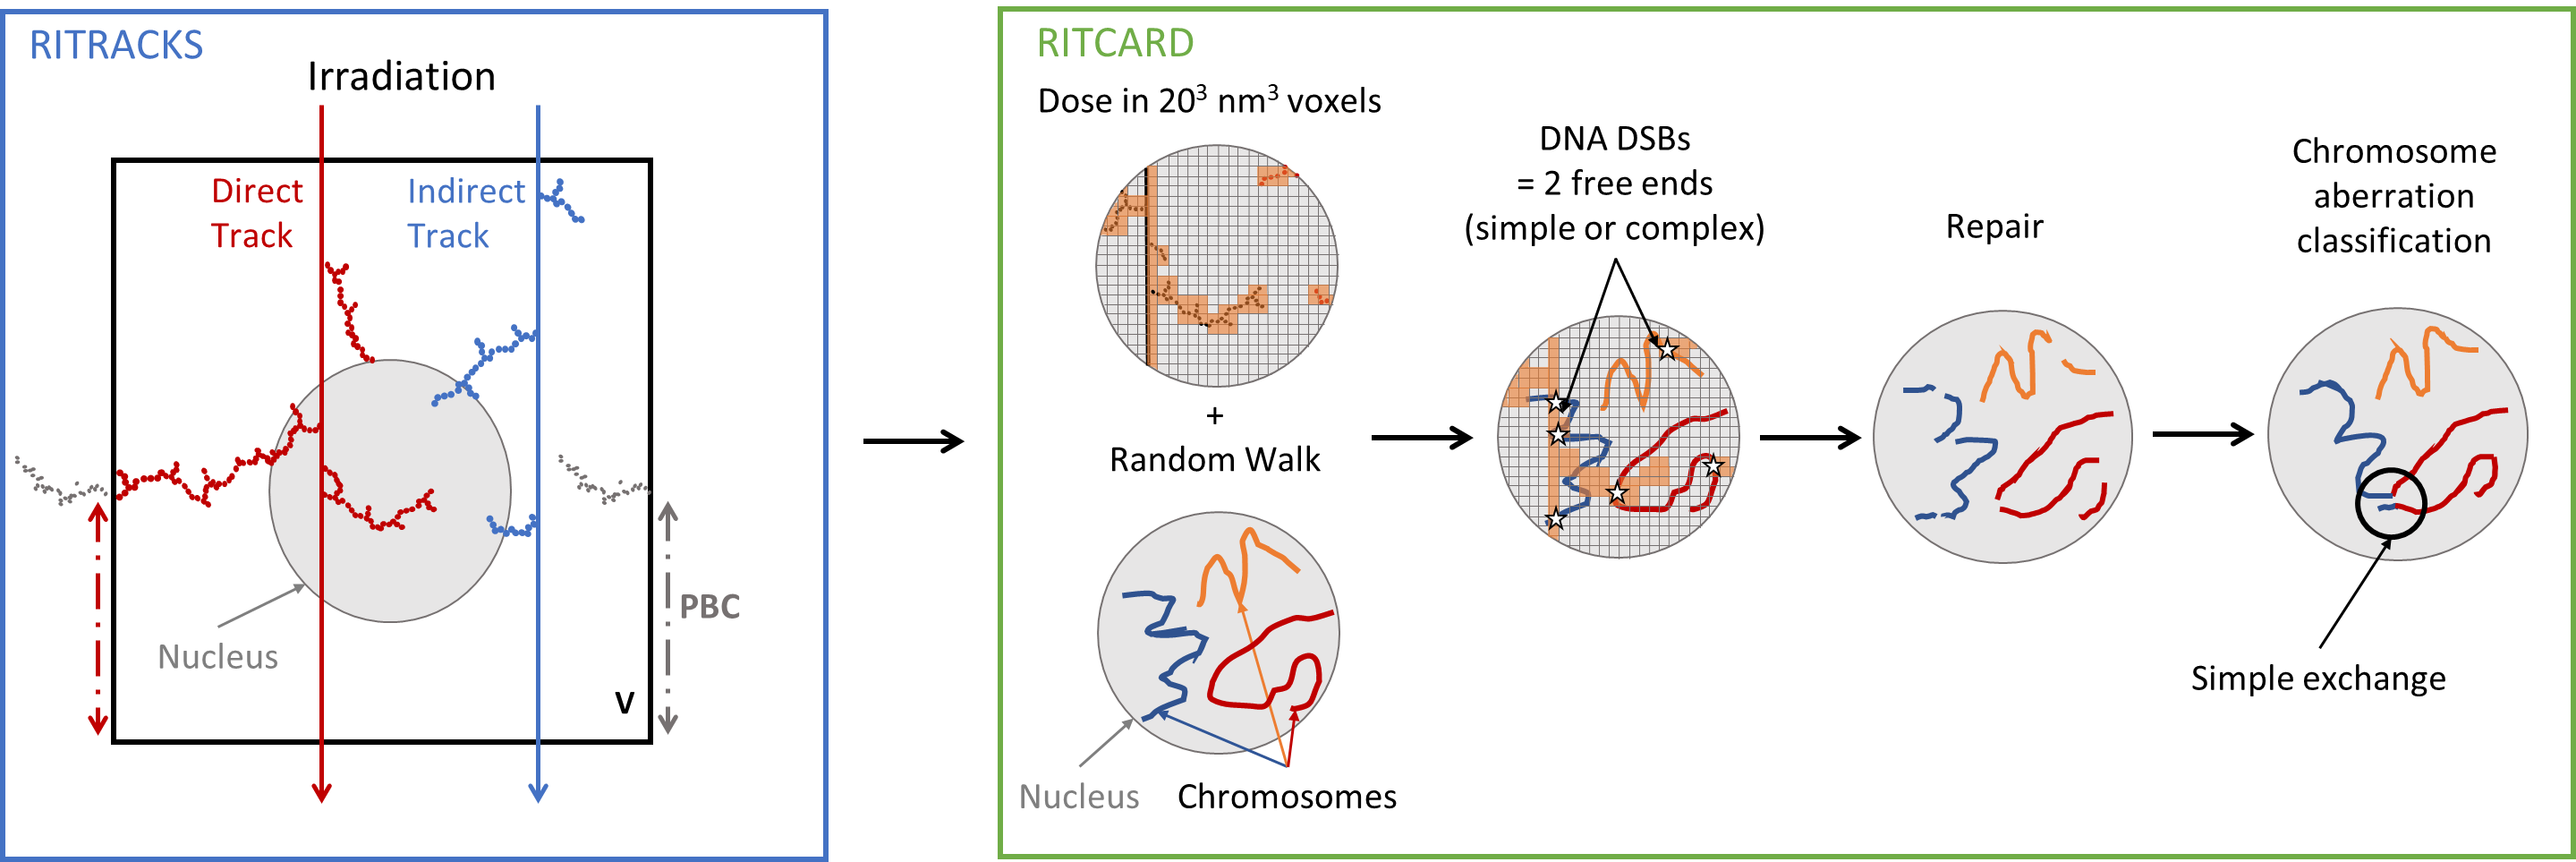 RITRACKS
Irradiation
Direct
Track
Indirect
Track
Nucleus
PBC
V
RITCARD
Dose in 20³ nm³ voxels
+
Random Walk
Nucleus
Chromosomes
DNA DSBs
= 2 free ends
(simple or complex)
Repair
Chromosome
aberration
classification
Simple exchange